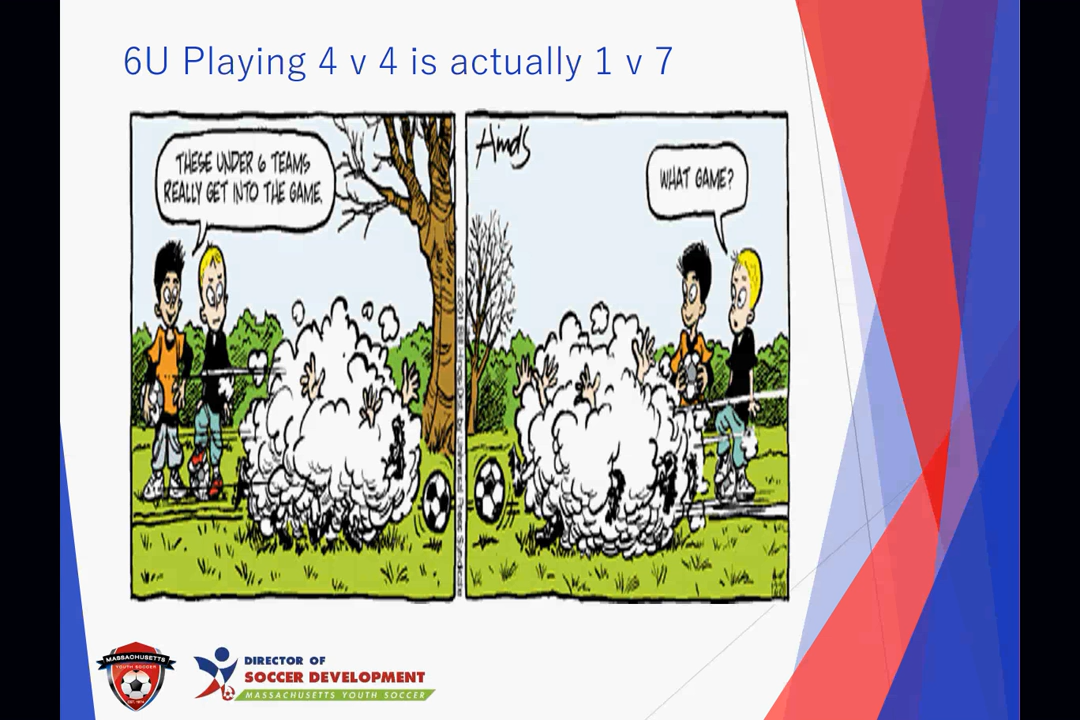 6U Playing 4 v 4 is actually 1 v 7
THESE UNDER 6 TEAMS
REALLY GET INTO THE GAME.
Hinds
WHAT GAME?
MASSACHUSETTS
YOUTH SOCCER
DIRECTOR OF
SOCCER DEVELOPMENT
MASSACHUSETTS YOUTH SOCCER